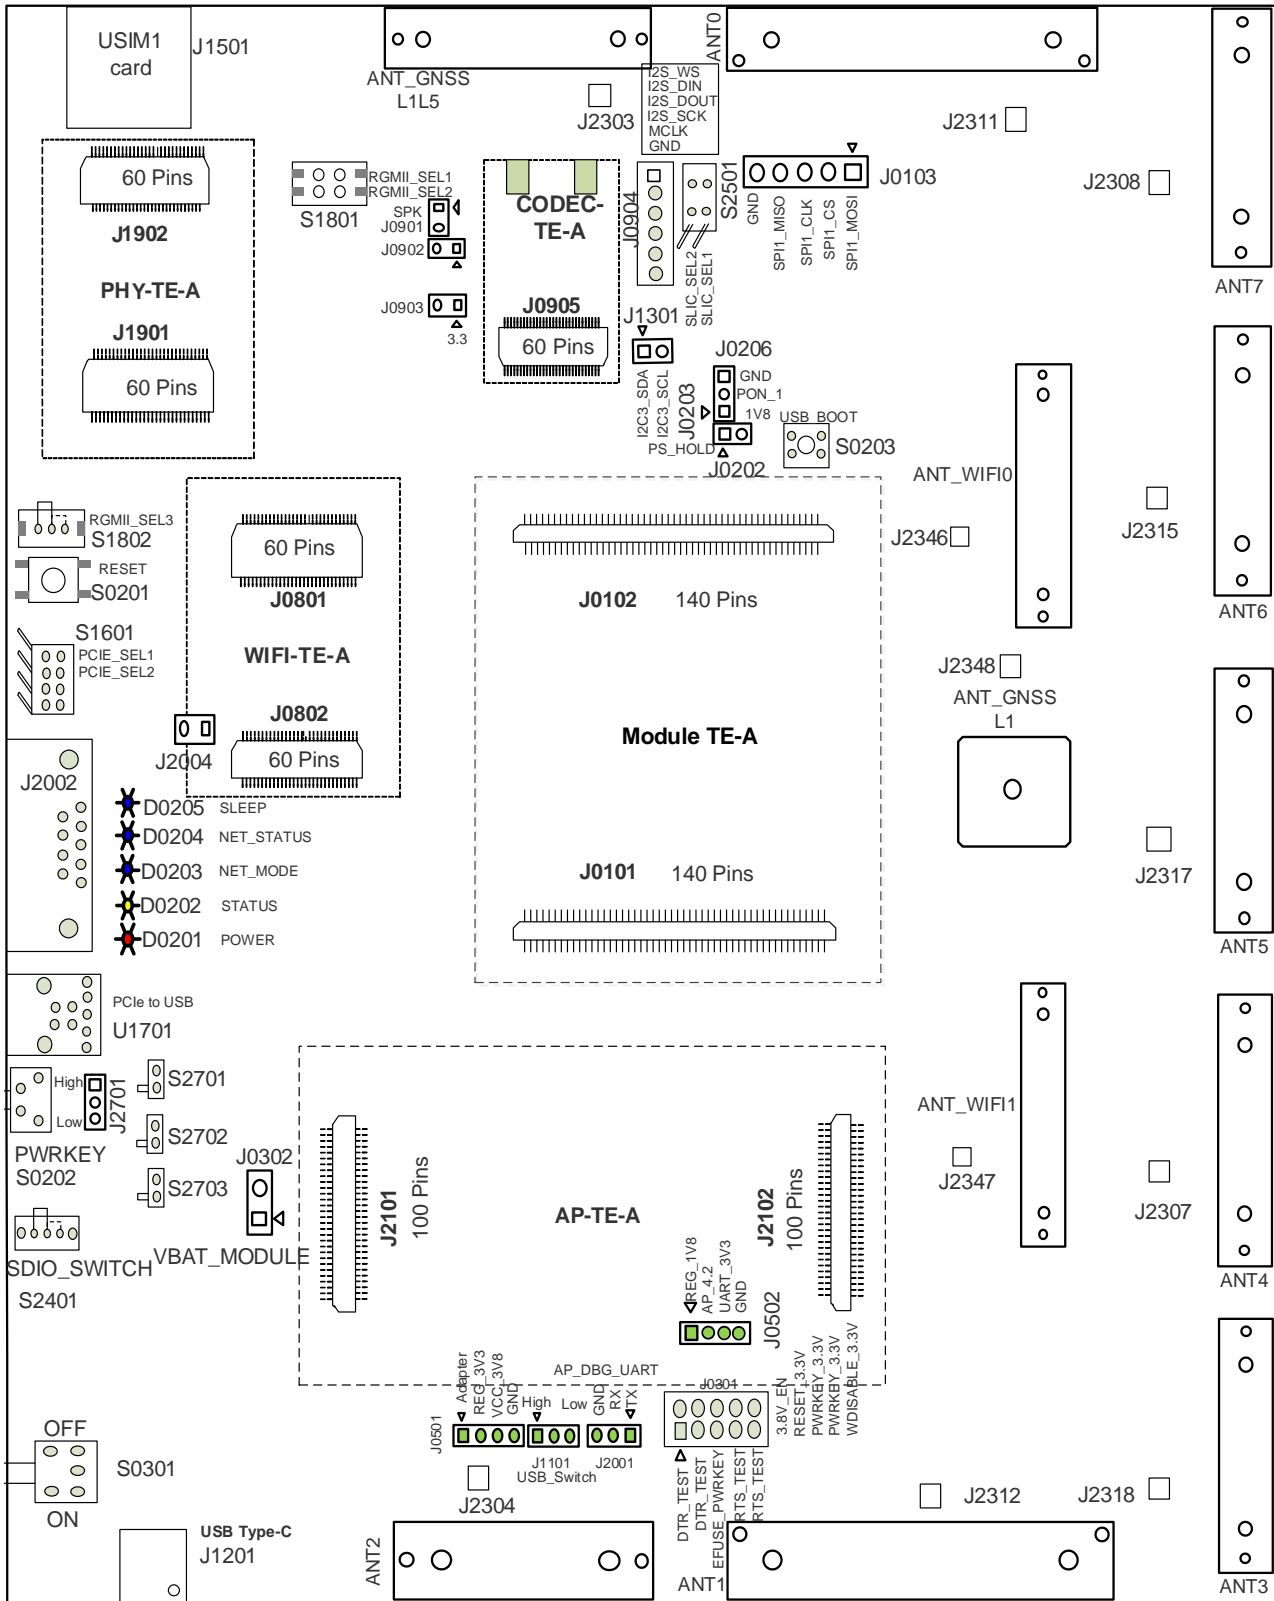 USIM1
card
J1501
ANT_GNSS
L1L5
ANT0
I2S_WS
I2S_DIN
I2S_DOUT
I2S_SCK
MCLK
GND
J2303
J2311
J2308
ANT7
60 Pins
J1902
PHY-TE-A
J1901
60 Pins
RGMII_SEL1
RGMII_SEL2
S1801
SPK
J0901
J0902
J0903
3.3
CODEC-
TE-A
J0905
60 Pins
J0904
S2501
SLIC_SEL2
SLIC_SEL1
J0103
GND
SPI1_MISO
SPI1_CLK
SPI1_CS
SPI1_MOSI
J1301
I2C3_SDA
I2C3_SCL
J0206
GND
PON_1
1V8
J0203
PS_HOLD
J0202
USB_BOOT
S0203
ANT_WIFI0
J2346
J2315
ANT6
RGMII_SEL3
S1802
RESET
S0201
S1601
PCIE_SEL1
PCIE_SEL2
60 Pins
J0801
WIFI-TE-A
J0802
60 Pins
J2004
J0102
140 Pins
Module TE-A
J0101
140 Pins
J2348
ANT_GNSS
L1
J2317
ANT5
J2002
D0205 SLEEP
D0204 NET_STATUS
D0203 NET_MODE
D0202 STATUS
D0201 POWER
PCIe to USB
U1701
High
Low
J2701
PWRKEY
S0202
S2701
S2702
S2703
SDIO_SWITCH
S2401
J0302
VBAT_MODULE
J2101
100 Pins
AP-TE-A
J2102
100 Pins
REG_1V8
AP_4.2
UART_3V3
GND
J0502
ANT_WIFI1
J2347
J2307
ANT4
Adapter
REG_3V3
VCC_3V8
GND
J0501
High
Low
J1101
USB_Switch
AP_DBG_UART
GND
RX
TX
J2001
J0301
3.8V_EN
RESET_3.3V
PWRKEY_3.3V
PWRKEY_3.3V
WDISABLE_3.3V
DTR_TEST
DTR_TEST
EFUSE_PWRKEY
RTS_TEST
RTS_TEST
OFF
S0301
ON
USB Type-C
J1201
J2304
ANT2
ANT1
J2312
J2318
ANT3